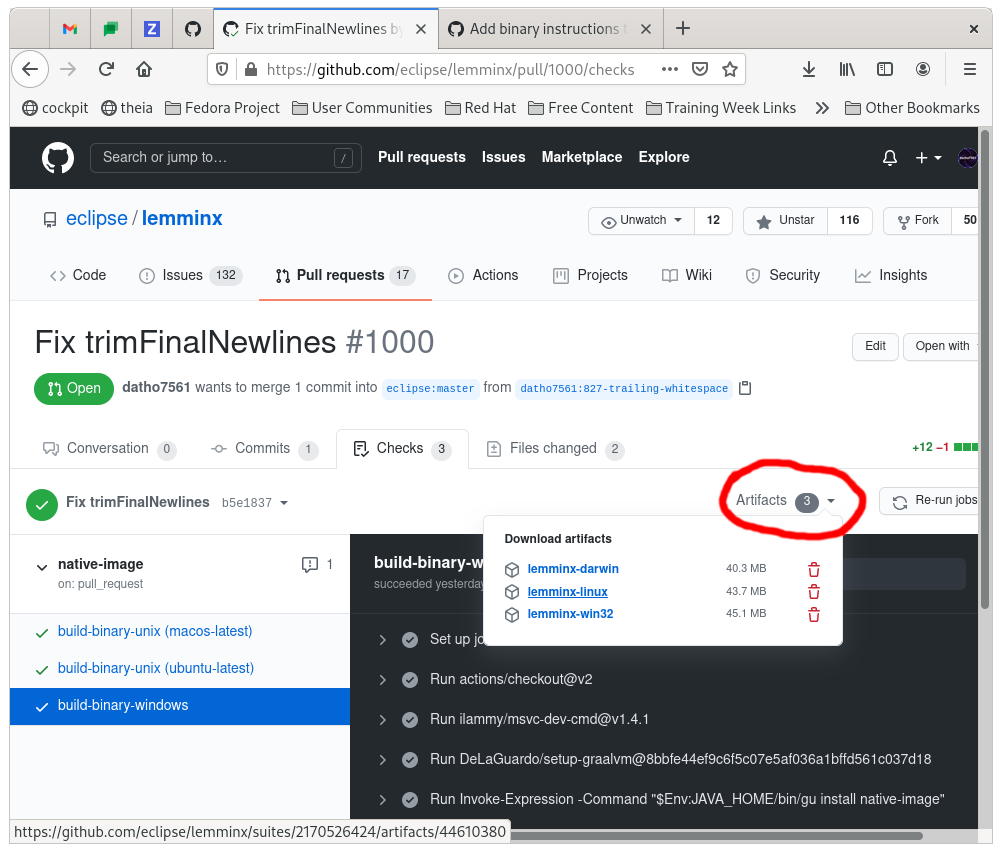 Fix trimFinalNewlines by
Add binary instructions t
https://github.com/eclipse/lemminx/pull/1000/checks
cockpit theia Fedora Project User Communities Red Hat Free Content Training Week Links Other Bookmarks
Search or jump to… / Pull requests Issues Marketplace Explore
eclipse / lemminx Unwatch 12 Unstar 116 Fork 50
Code Issues 132 Pull requests 17 Actions Projects Wiki Security Insights
Fix trimFinalNewlines #1000 Edit Open with
Open datho7561 wants to merge 1 commit into eclipse:master from datho7561:827-trailing-whitespace
Conversation 0 Commits 1 Checks 3 Files changed 2 +12 −1
Fix trimFinalNewlines b5e1837 Artifacts 3 Re-run jobs
Download artifacts
lemminx-darwin 40.3 MB
lemminx-linux 43.7 MB
lemminx-win32 45.1 MB
native-image 1
on: pull_request
build-binary-unix (macos-latest)
build-binary-unix (ubuntu-latest)
build-binary-windows
build-binary-w
succeeded yesterday
Set up jo
Run actions/checkout@v2
Run ilammy/msvc-dev-cmd@v1.4.1
Run DeLaGuardo/setup-graalvm@8bbfe44ef9c6f5c07e5af036a1bffd561c037d18
Run Invoke-Expression -Command "$Env:JAVA_HOME/bin/gu install native-image"
https://github.com/eclipse/lemminx/suites/2170526424/artifacts/44610380